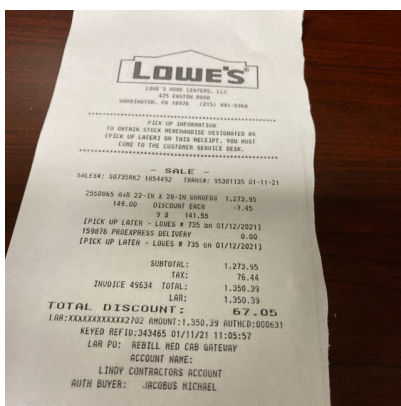 LOWE'S
LOWE'S HOME CENTERS, LLC
425 EASTON ROAD
WARRINGTON, PA 18976 (215) 491-5160
PICK UP INFORMATION
TO OBTAIN STOCK MERCHANDISE DESIGNATED AS
[PICK UP LATER] ON THIS RECEIPT, YOU MUST
COME TO THE CUSTOMER SERVICE DESK.
- SALE -
SALES#: S0735RK2 1054492 TRANS#: 95301135 01-11-21
2550865 A+R 22-IN X 28-IN 1,273.95
149.00 DISCOUNT EACH -7.45
9 @ 141.55
[PICK UP LATER - LOWES # 735 on 01/12/2021]
159876 PROEXPRESS DELIVERY 0.00
[PICK UP LATER - LOWES # 735 on 01/12/2021]
SUBTOTAL: 1,273.95
TAX: 76.44
INVOICE 49634 TOTAL: 1,350.39
LAR: 1,350.39
TOTAL DISCOUNT: 67.05
LAR:XXXXXXXXXXXX2702 AMOUNT:1,350.39 AUTHCD:000631
KEYED REFID:343465 01/11/21 11:05:57
LAR PO: REBILL MED CAB GATEWAY
ACCOUNT NAME:
LINDY CONTRACTORS ACCOUNT
AUTH BUYER: JACOBUS MICHAEL